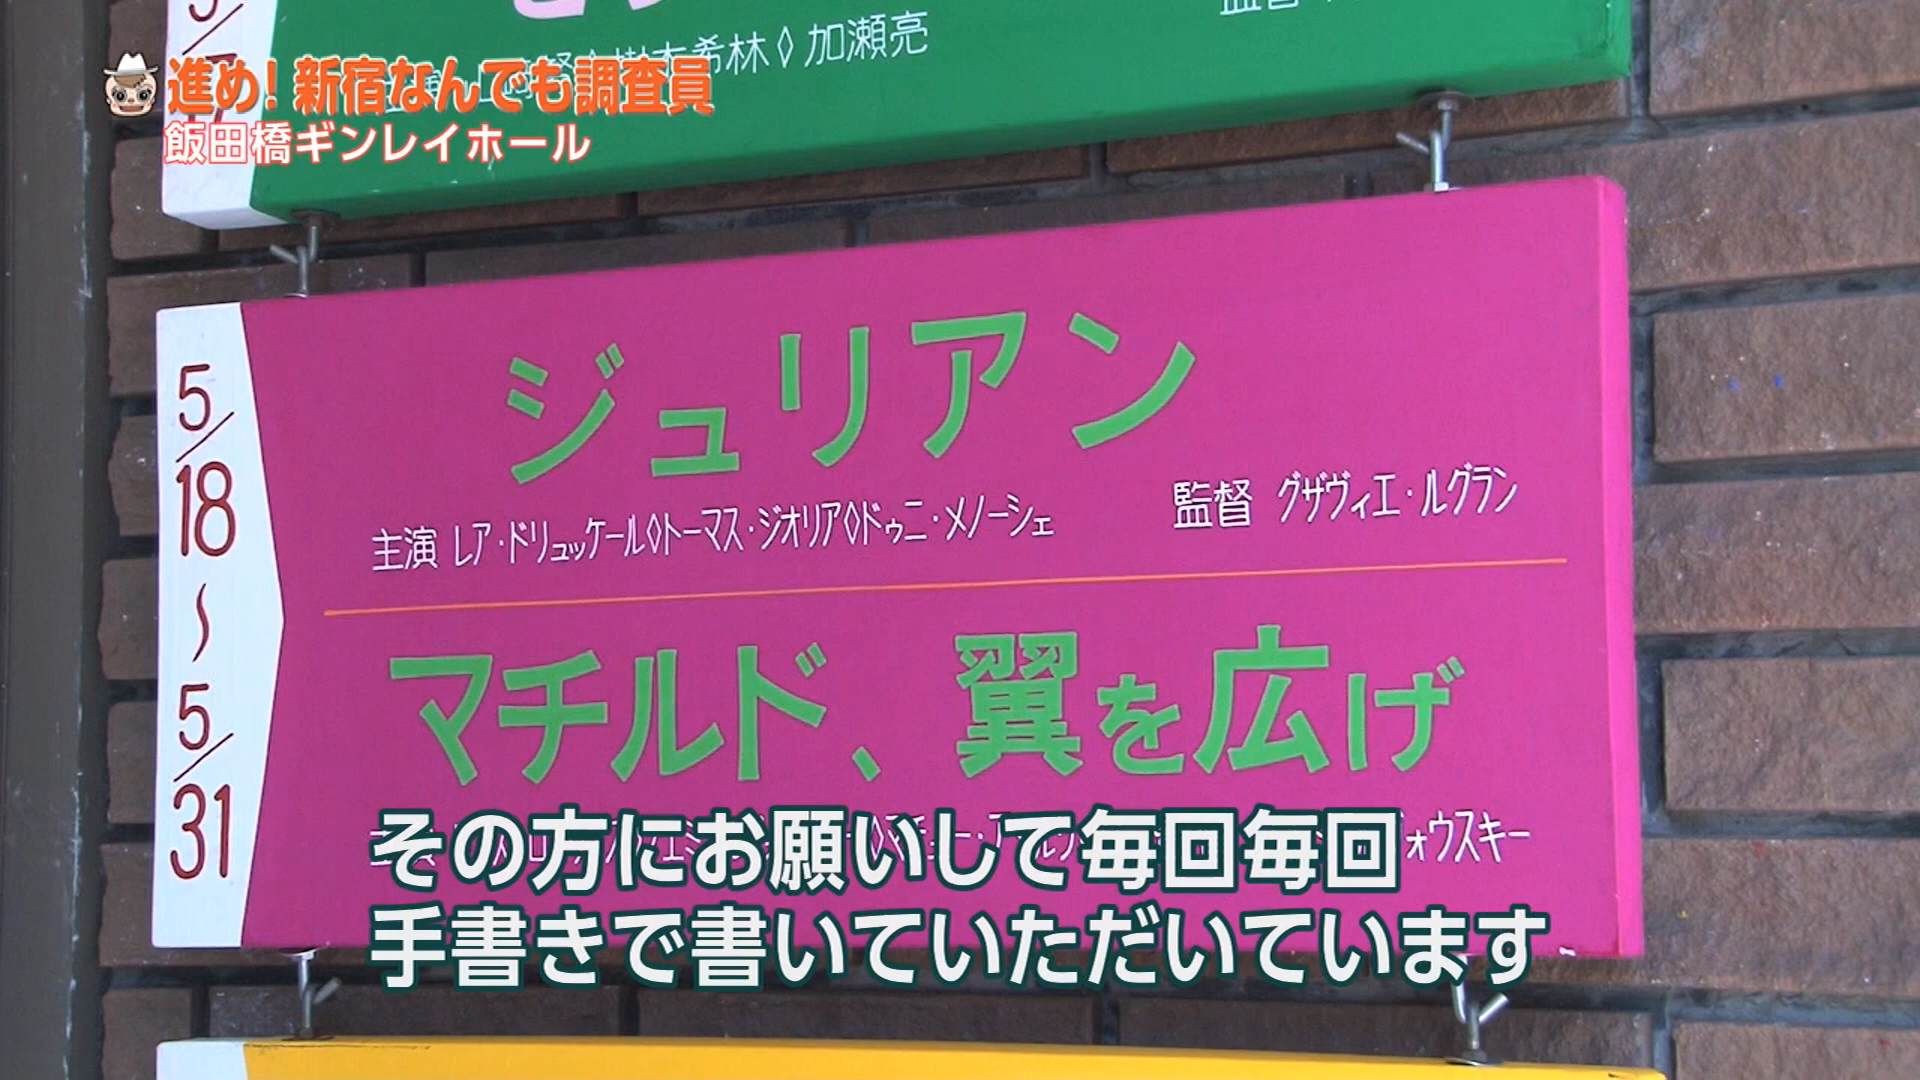 進め!新宿なんでも調査員
飯田橋ギンレイホール
希林◊加瀬亮
5/18〜5/31
ジュリアン
主演 レア・ドリュッケール◊トーマス・ジオリア◊ドゥニ・メノーシェ 監督 グザヴィエ・ルグラン
マチルド、翼を広げ
ォウスキー
その方にお願いして毎回毎回
手書きで書いていただいています